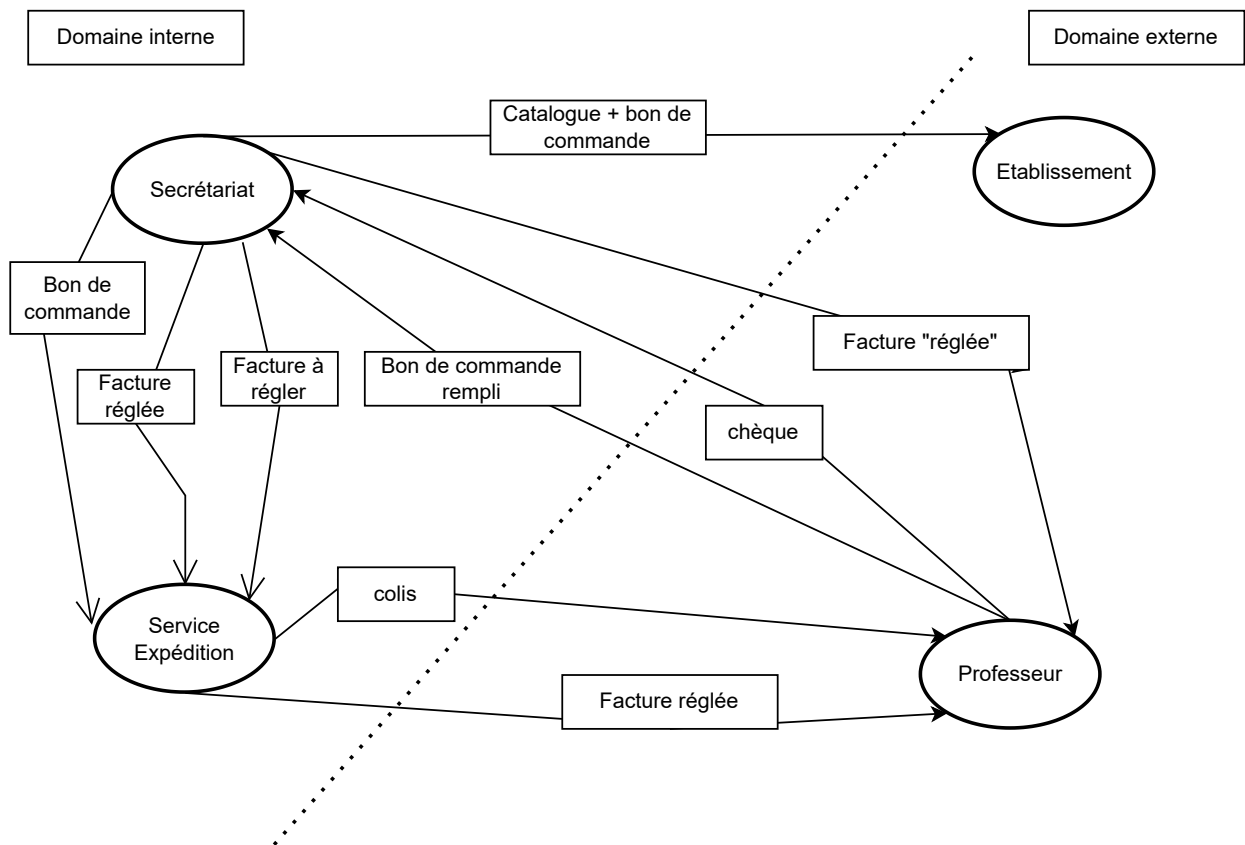 Domaine interne
Domaine externe
Catalogue + bon de
commande
Secrétariat
Etablissement
Bon de
commande
Facture "réglée"
Facture
réglée
Facture à
régler
Bon de commande
rempli
chèque
colis
Service
Expédition
Professeur
Facture réglée